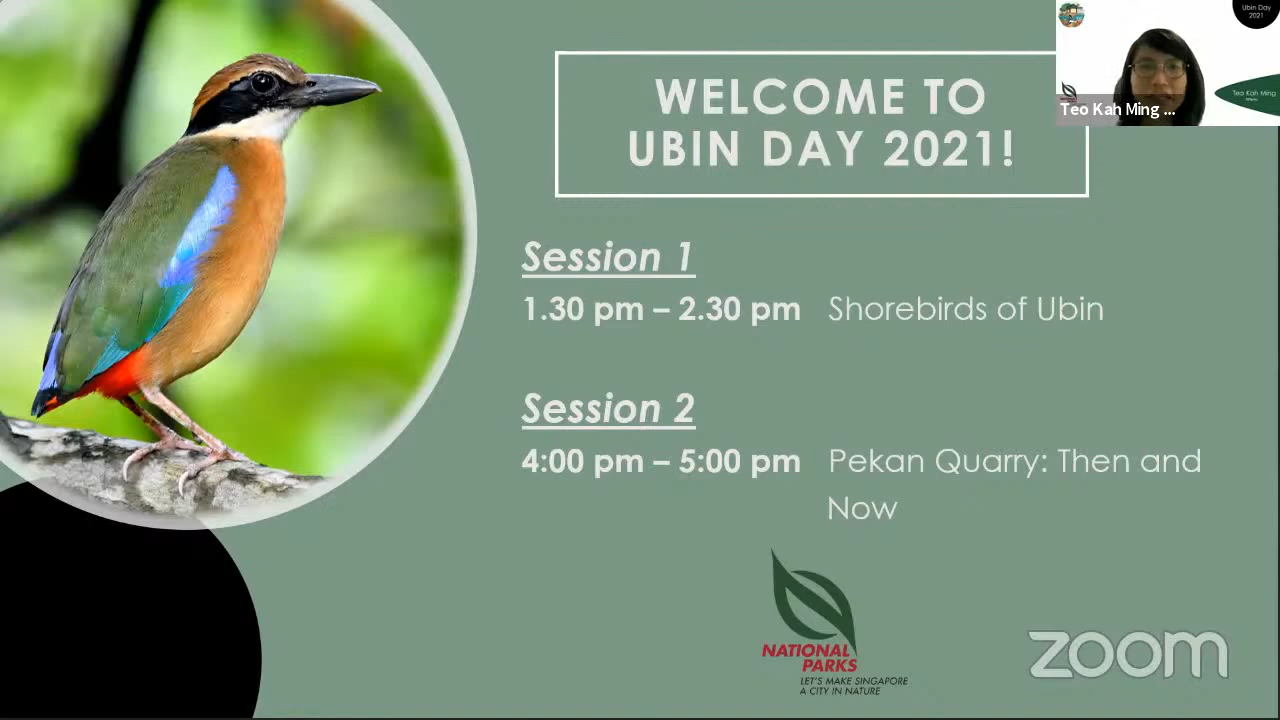 WELCOME TO
UBIN DAY 2021!
Ubin Day
2021
Teo Kah Ming
Teo Kah Ming ...
Session 1
1.30 pm – 2.30 pm Shorebirds of Ubin
Session 2
4:00 pm – 5:00 pm Pekan Quarry: Then and
Now
NATIONAL
PARKS
LET'S MAKE SINGAPORE
A CITY IN NATURE
zoom